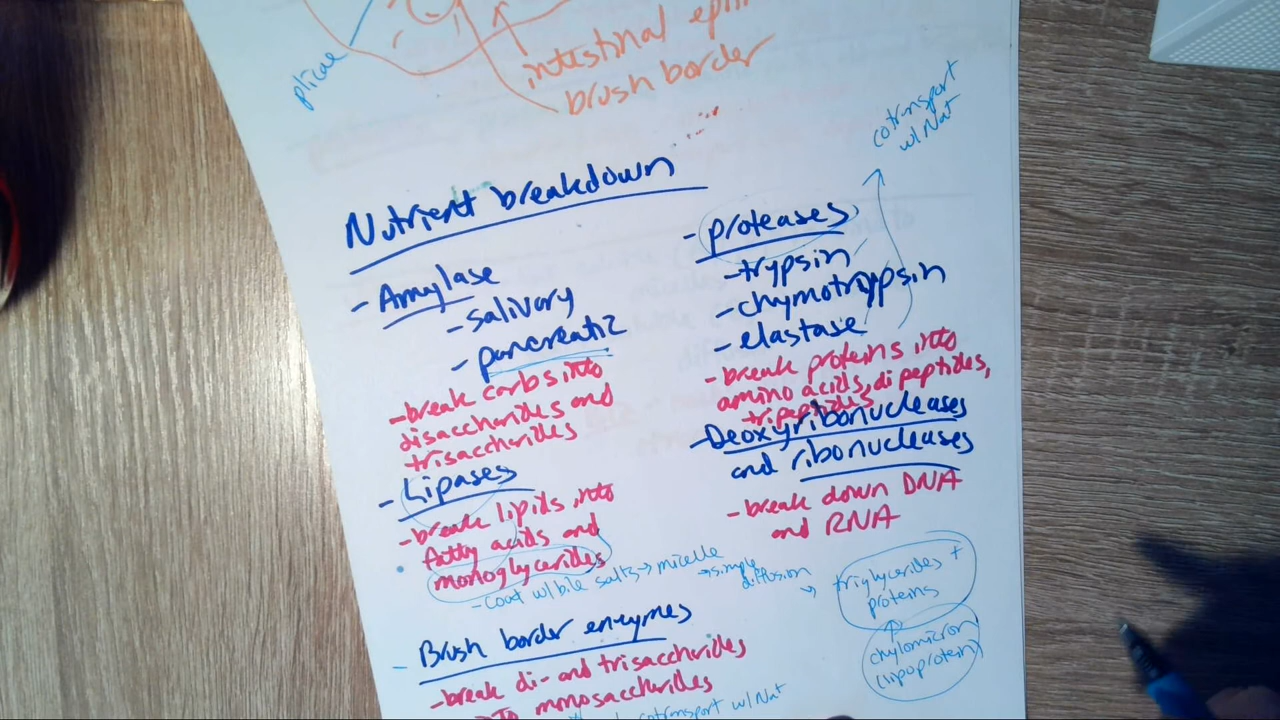 plicae
intestinal
brush border
cotransport
w/Na+
Nutrient breakdown
- Amylase
- salivary
- pancreatic
- break carbs into
disaccharides and
trisaccharides
- Lipases
- break lipids into
fatty acids and
monoglycerides
- coat w/ bile salts → micelle
→ simple
diffusion
→
triglycerides +
proteins
chylomicron
(lipoprotein)
- Brush border enzymes
- break di- and trisaccharides
monosaccharides
cotransport w/Na+
- proteases
- trypsin
- chymotrypsin
- elastase
- break proteins into
amino acids, di peptides,
tripeptides
- Deoxyribonucleases
and ribonucleases
- break down DNA
and RNA